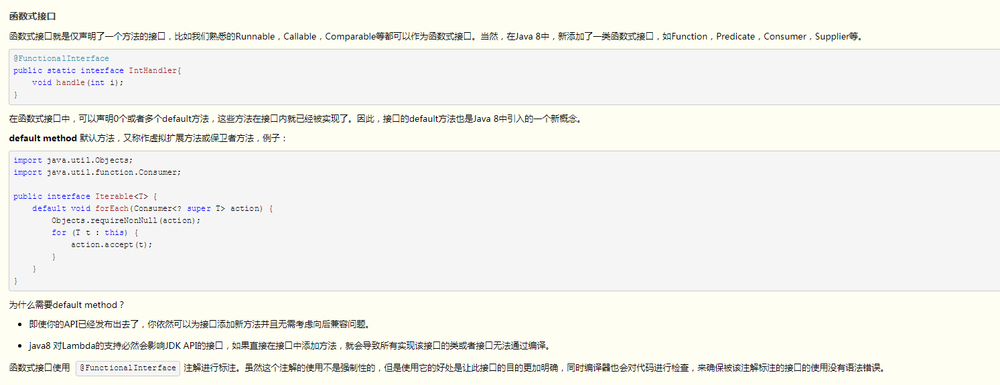 函数式接口
函数式接口就是仅声明了一个方法的接口，比如我们熟悉的Runnable，Callable，Comparable等都可以作为函数式接口。当然，在Java 8中，新添加了一类函数式接口，如Function，Predicate，Consumer，Supplier等。
@FunctionalInterface
public static interface IntHandler{
    void handle(int i);
}
在函数式接口中，可以声明0个或者多个default方法，这些方法在接口内就已经被实现了。因此，接口的default方法也是Java 8中引入的一个新概念。
default method 默认方法，又称作虚拟扩展方法或保卫者方法，例子：
import java.util.Objects;
import java.util.function.Consumer;

public interface Iterable<T> {
    default void forEach(Consumer<? super T> action) {
        Objects.requireNonNull(action);
        for (T t : this) {
            action.accept(t);
        }
    }
}
为什么需要default method？
• 即使你的API已经发布出去了，你依然可以为接口添加新方法并且无需考虑向后兼容问题。
• java8 对Lambda的支持必然会影响JDK API的接口，如果直接在接口中添加方法，就会导致所有实现该接口的类或者接口无法通过编译。
函数式接口使用 @FunctionalInterface 注解进行标注。虽然这个注解的使用不是强制性的，但是使用它的好处是让此接口的目的更加明确，同时编译器也会对代码进行检查，来确保被该注解标注的接口的使用没有语法错误。